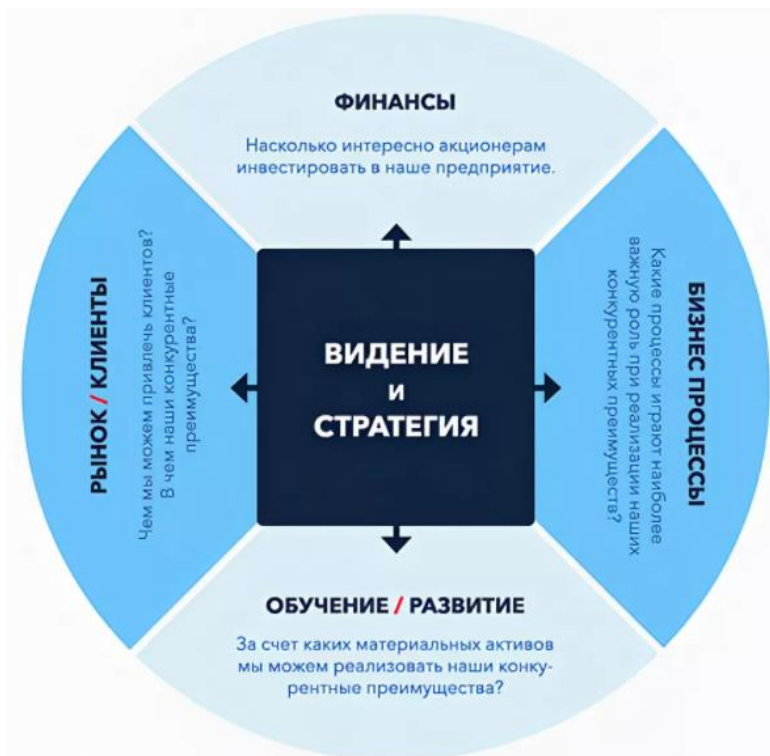 ФИНАНСЫ
Насколько интересно акционерам
инвестировать в наше предприятие.
РЫНОК / КЛИЕНТЫ
Чем мы можем привлечь клиентов?
В чем наши конкурентные
преимущества?
ВИДЕНИЕ
и
СТРАТЕГИЯ
БИЗНЕС ПРОЦЕССЫ
Какие процессы играют наиболее
важную роль при реализации наших
конкурентных преимуществ?
ОБУЧЕНИЕ / РАЗВИТИЕ
За счет каких материальных активов
мы можем реализовать наши конку-
рентные преимущества?